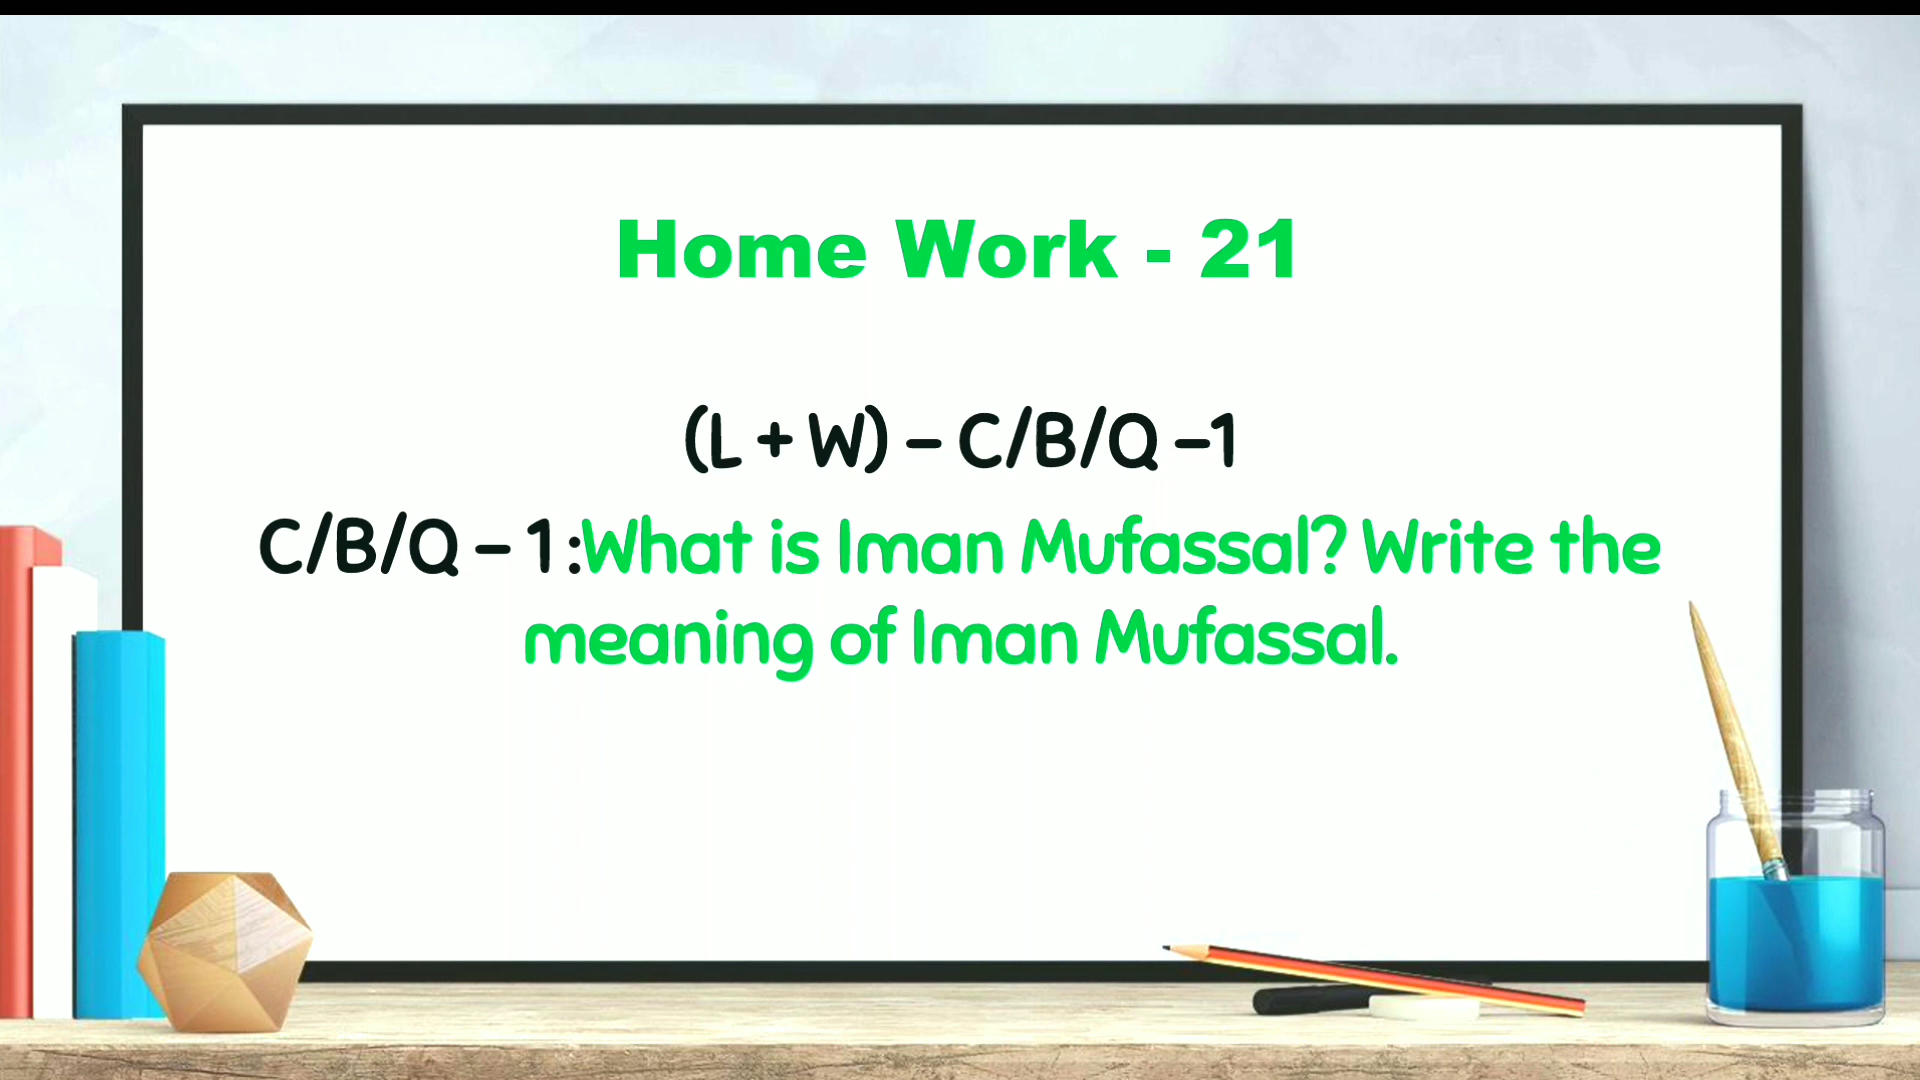 Home Work - 21
(L + W) – C/B/Q –1
C/B/Q – 1 :What is Iman Mufassal? Write the
meaning of Iman Mufassal.